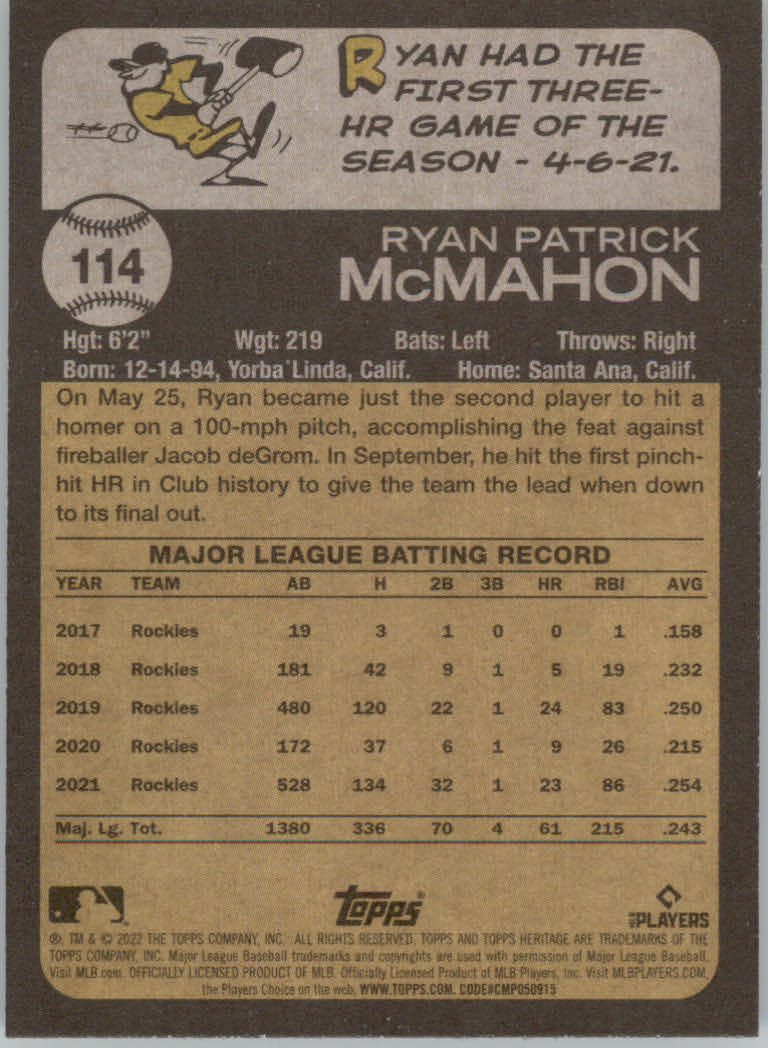 RYAN HAD THE
FIRST THREE-
HR GAME OF THE
SEASON - 4-6-21.
114
RYAN PATRICK
McMAHON
Hgt: 6'2" Wgt: 219 Bats: Left Throws: Right
Born: 12-14-94, Yorba Linda, Calif. Home: Santa Ana, Calif.
On May 25, Ryan became just the second player to hit a
homer on a 100-mph pitch, accomplishing the feat against
fireballer Jacob deGrom. In September, he hit the first pinch-
hit HR in Club history to give the team the lead when down
to its final out.
MAJOR LEAGUE BATTING RECORD
YEAR TEAM AB H 2B 3B HR RBI AVG
2017 Rockies 19 3 1 0 0 1 .158
2018 Rockies 181 42 9 1 5 19 .232
2019 Rockies 480 120 22 1 24 83 .250
2020 Rockies 172 37 6 1 9 26 .215
2021 Rockies 528 134 32 1 23 86 .254
Maj. Lg. Tot. 1380 336 70 4 61 215 .243
topps®
MLB PLAYERS
®, TM & © 2022 THE TOPPS COMPANY, INC. ALL RIGHTS RESERVED. TOPPS AND TOPPS HERITAGE ARE TRADEMARKS OF THE
TOPPS COMPANY, INC. Major League Baseball trademarks and copyrights are used with permission of Major League Baseball.
Visit MLB.com. OFFICIALLY LICENSED PRODUCT OF MLB. Officially Licensed Product of MLB Players, Inc. Visit MLBPLAYERS.COM,
the Players Choice on the web. WWW.TOPPS.COM. CODE#CMP050915